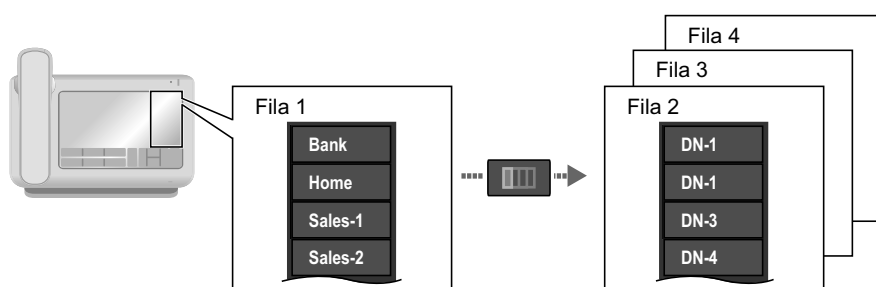 Fila 1
Bank
Home
Sales-1
Sales-2
Fila 4
Fila 3
Fila 2
DN-1
DN-1
DN-3
DN-4